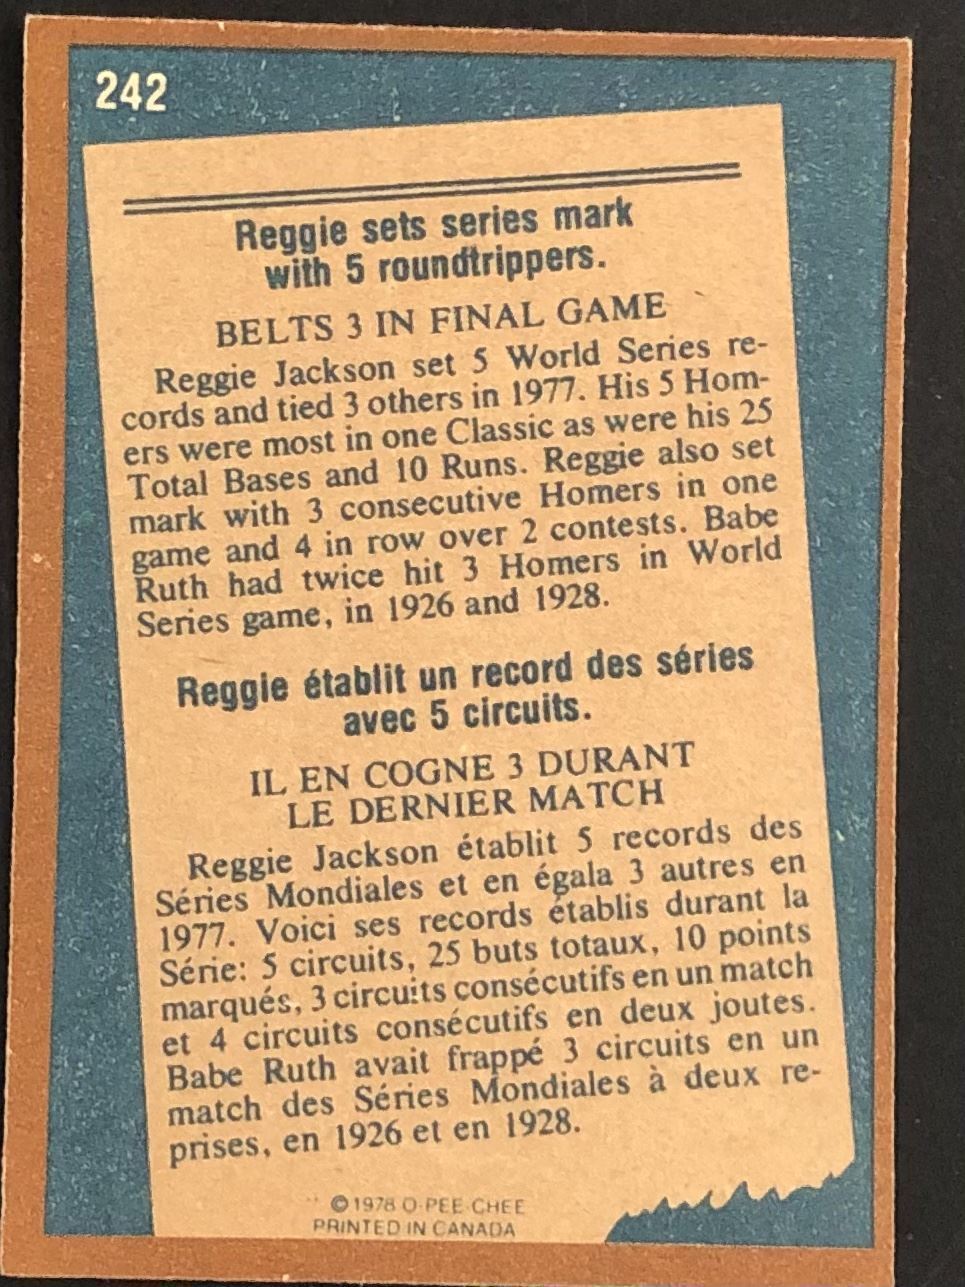 242
Reggie sets series mark
with 5 roundtrippers.
BELTS 3 IN FINAL GAME
Reggie Jackson set 5 World Series re-
cords and tied 3 others in 1977. His 5 Hom-
ers were most in one Classic as were his 25
Total Bases and 10 Runs. Reggie also set
mark with 3 consecutive Homers in one
game and 4 in row over 2 contests. Babe
Ruth had twice hit 3 Homers in World
Series game, in 1926 and 1928.
Reggie établit un record des séries
avec 5 circuits.
IL EN COGNE 3 DURANT
LE DERNIER MATCH
Reggie Jackson établit 5 records des
Séries Mondiales et en égala 3 autres en
1977. Voici ses records établis durant la
Série: 5 circuits, 25 buts totaux, 10 points
marqués, 3 circuits consécutifs en un match
et 4 circuits consécutifs en deux joutes.
Babe Ruth avait frappé 3 circuits en un
match des Séries Mondiales à deux re-
prises, en 1926 et en 1928.
©1978 O-PEE-CHEE
PRINTED IN CANADA